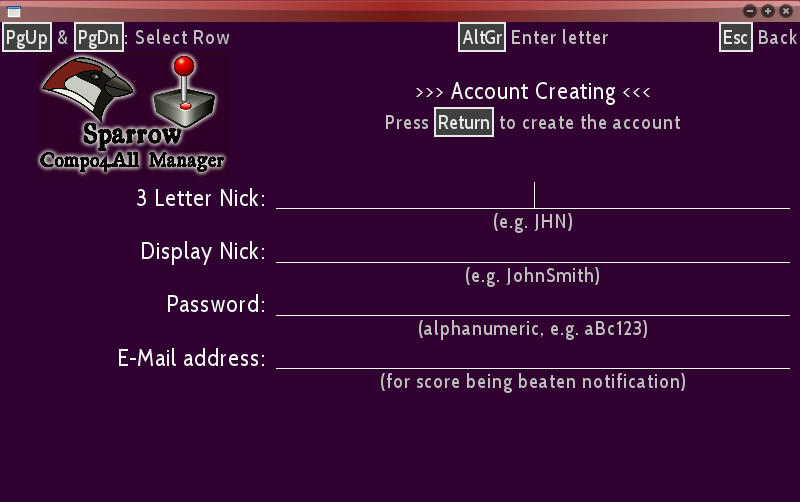 PgUp & PgDn: Select Row AltGr Enter letter Esc Back
Sparrow
Compo4All Manager
>>> Account Creating <<<
Press Return to create the account
3 Letter Nick:
(e.g. JHN)
Display Nick:
(e.g. JohnSmith)
Password:
(alphanumeric, e.g. aBc123)
E-Mail address:
(for score being beaten notification)